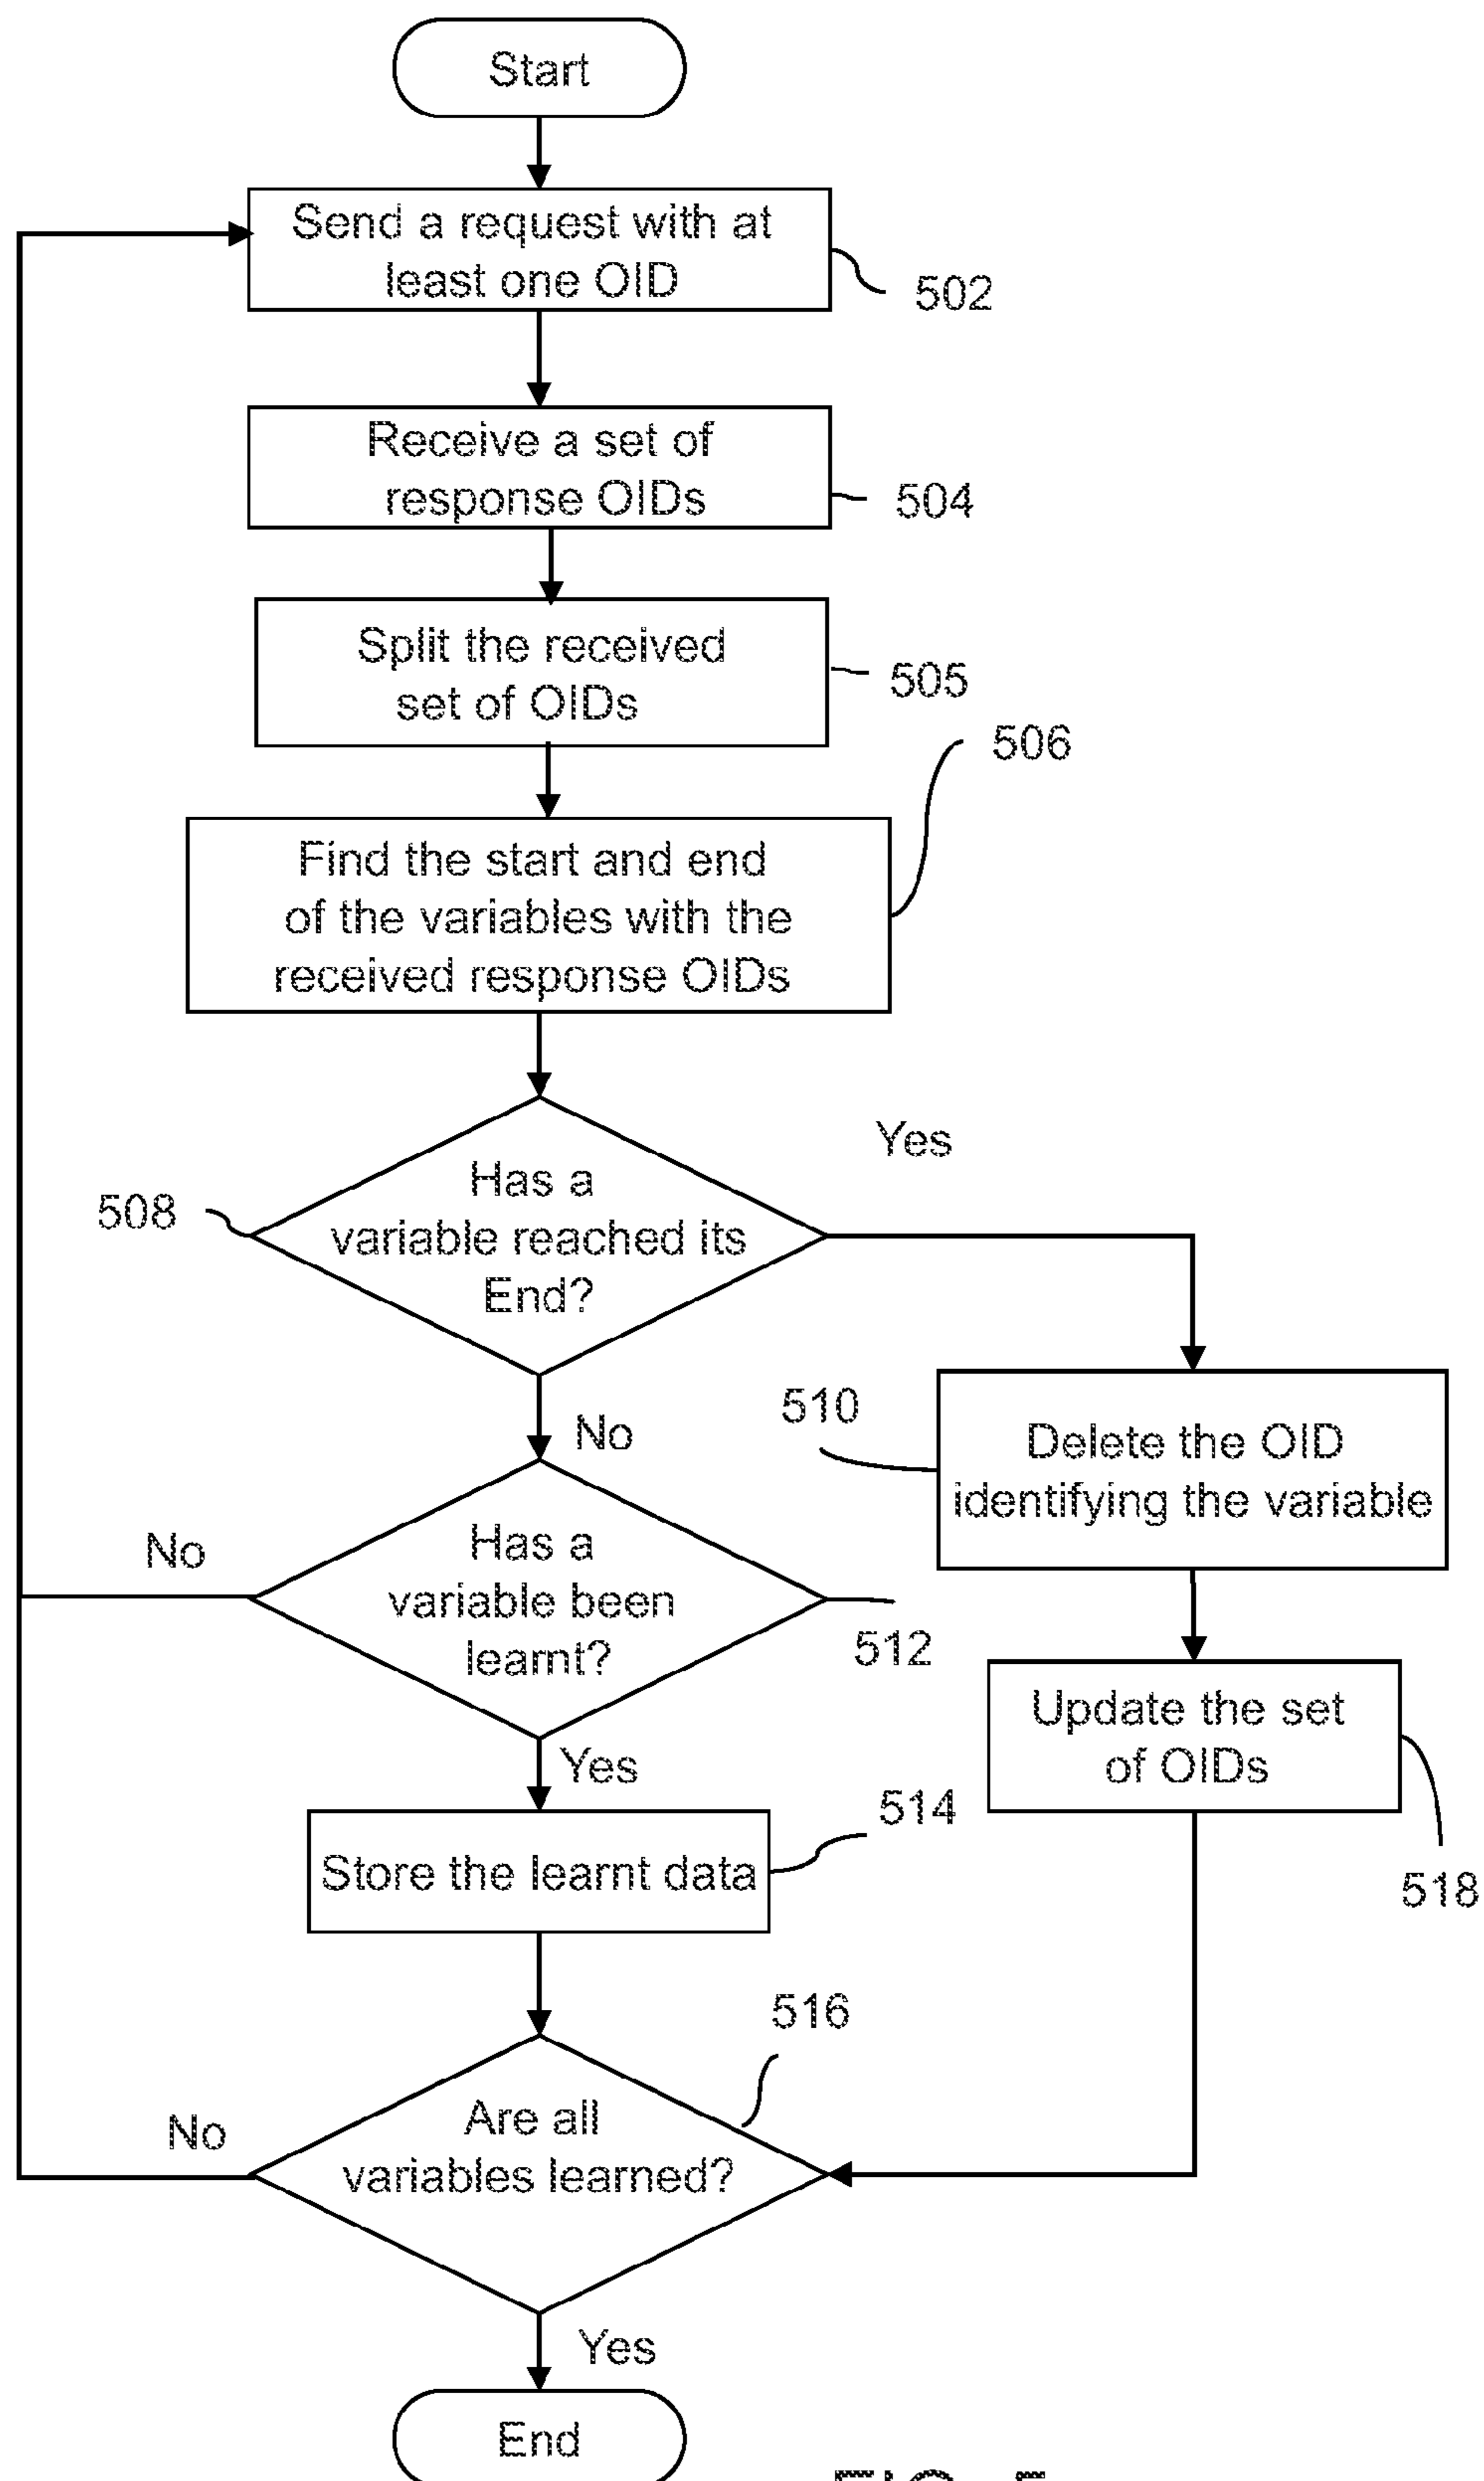 Start
Send a request with at
least one OID
502
Receive a set of
response OIDs
504
Split the received
set of OIDs
505
506
Find the start and end
of the variables with the
received response OIDs
Yes
Has a
variable reached its
End?
508
No
510
Delete the OID
identifying the variable
No
Has a
variable been
learnt?
512
Update the set
of OIDs
518
Yes
514
Store the learnt data
516
Are all
variables learned?
No
Yes
End